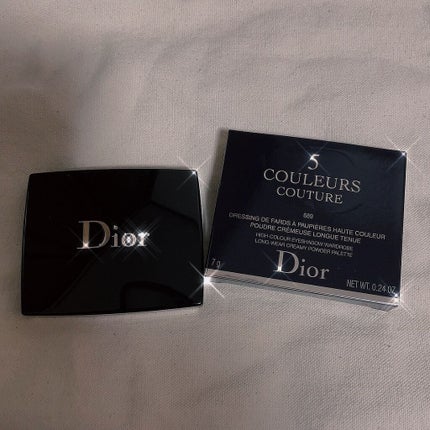 Dior
5
COULEURS
COUTURE
689
DRESSING DE FARDS À PAUPIÈRES HAUTE COULEUR
POUDRE CRÉMEUSE LONGUE TENUE
HIGH-COLOUR EYESHADOW WARDROBE
LONG WEAR CREAMY POWDER PALETTE
Dior
7 g
NET WT. 0.24 OZ